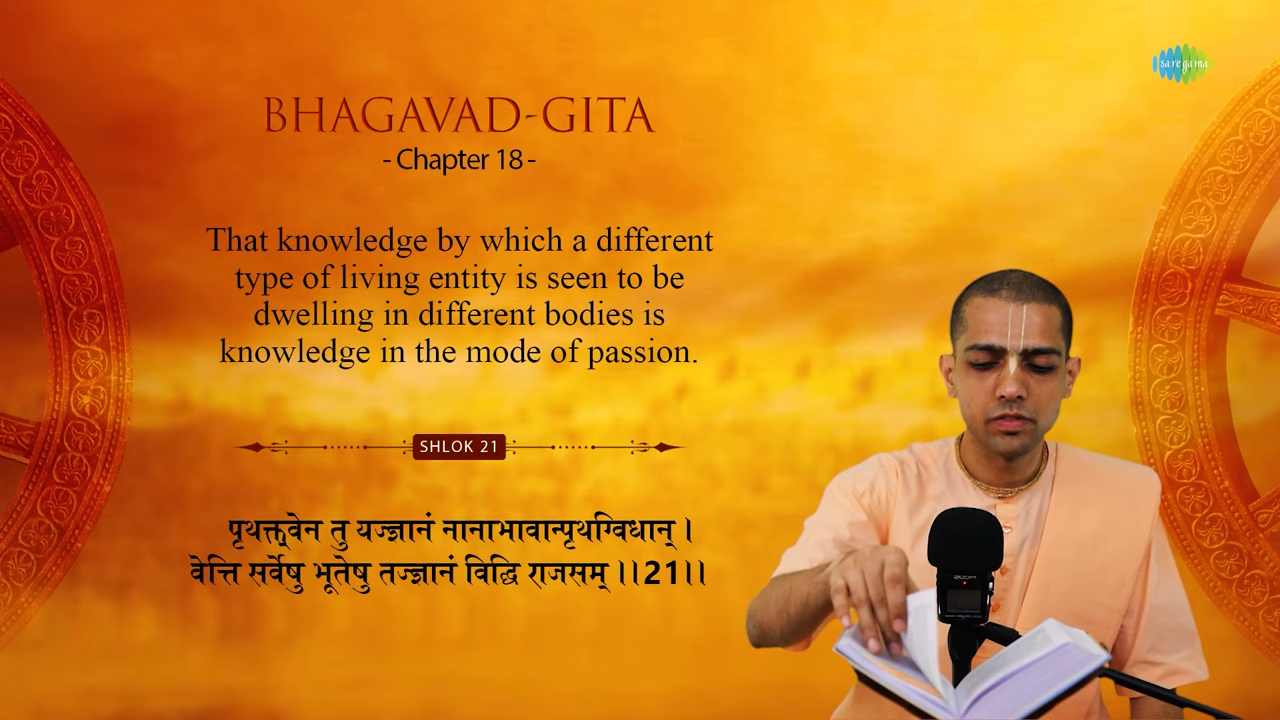 saregama
BHAGAVAD-GITA
- Chapter 18 -
That knowledge by which a different
type of living entity is seen to be
dwelling in different bodies is
knowledge in the mode of passion.
SHLOK 21
पृथक्त्वेन तु यज्ज्ञानं नानाभावान्पृथग्विधान् ।
वेत्ति सर्वेषु भूतेषु तज्ज्ञानं विद्धि राजसम् ।।21।।
ZOOM